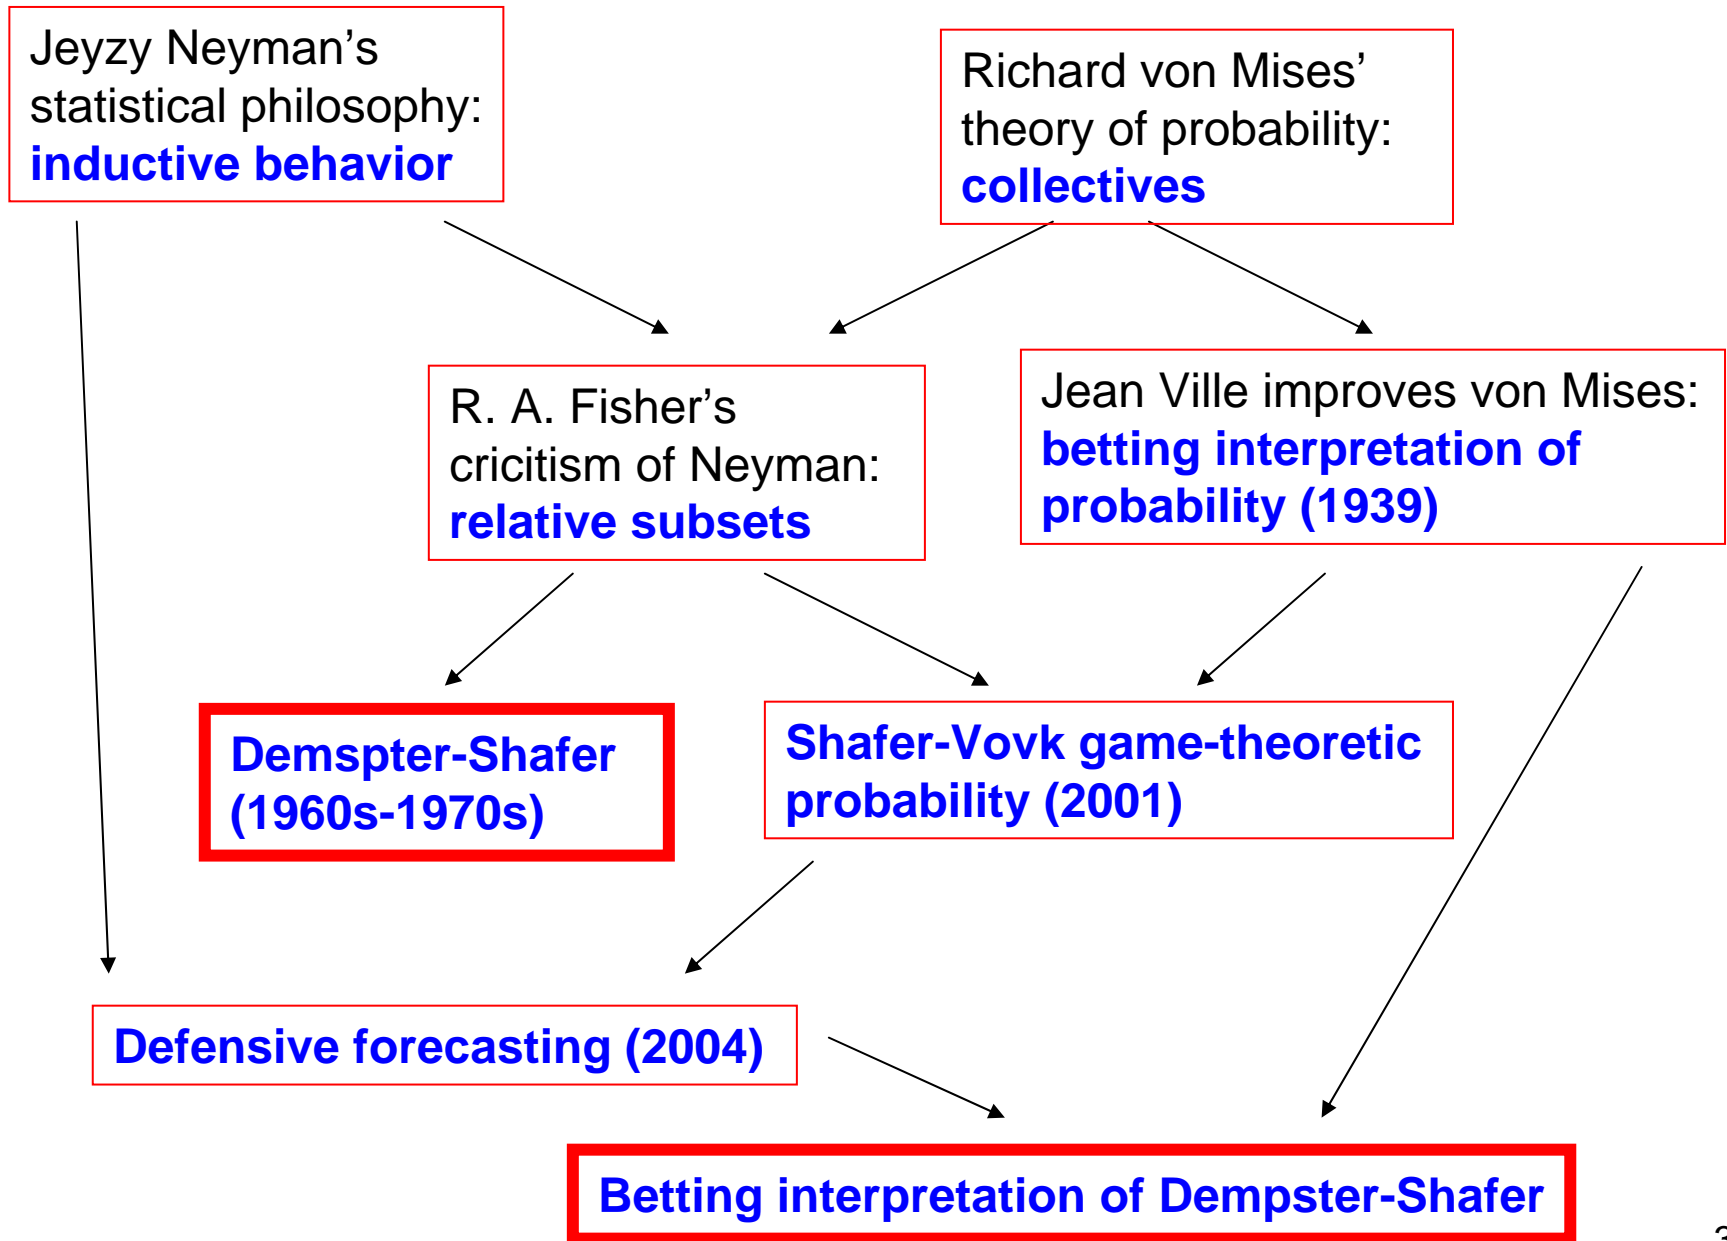 Jeyzy Neyman’s
statistical philosophy:
inductive behavior
Richard von Mises’
theory of probability:
collectives
R. A. Fisher’s
cricitism of Neyman:
relative subsets
Jean Ville improves von Mises:
betting interpretation of
probability (1939)
Demspter-Shafer
(1960s-1970s)
Shafer-Vovk game-theoretic
probability (2001)
Defensive forecasting (2004)
Betting interpretation of Dempster-Shafer